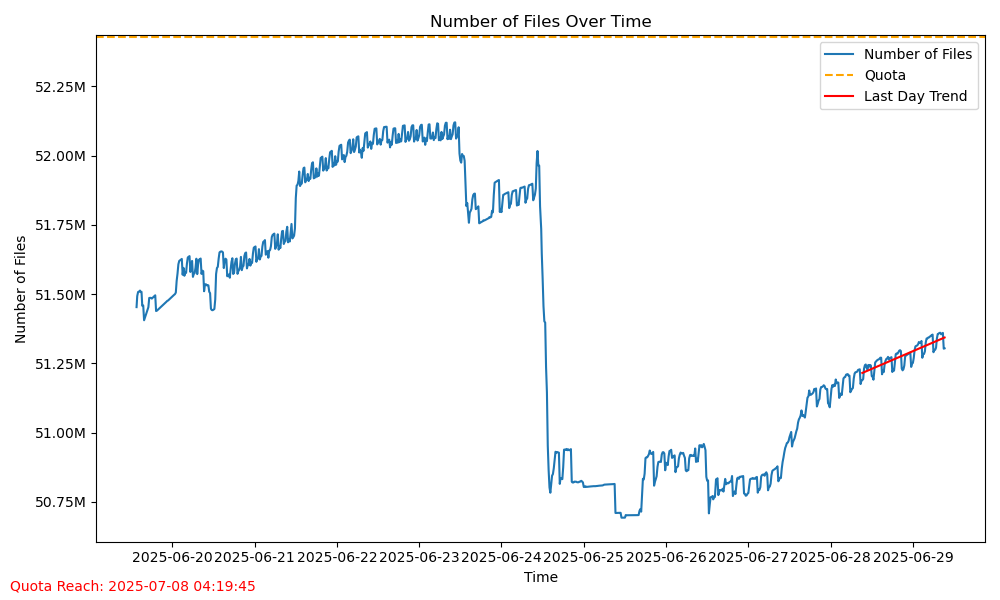 Number of Files Over Time
Number of Files
Quota
Last Day Trend
52.25M
52.00M
51.75M
51.50M
51.25M
51.00M
50.75M
Number of Files
2025-06-20 2025-06-21 2025-06-22 2025-06-23 2025-06-24 2025-06-25 2025-06-26 2025-06-27 2025-06-28 2025-06-29
Time
Quota Reach: 2025-07-08 04:19:45